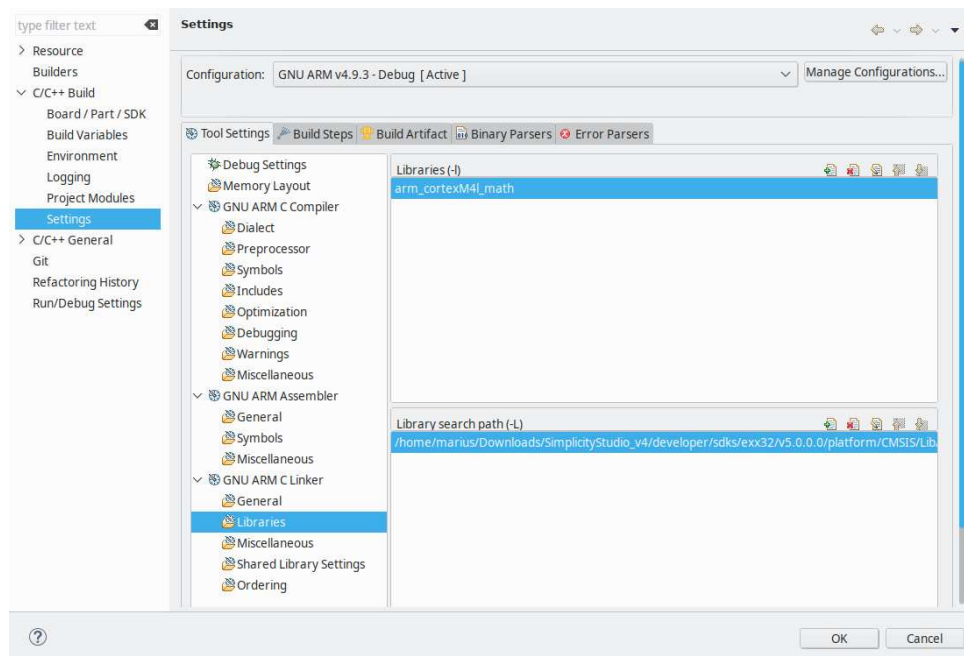 type filter text
Resource
Builders
C/C++ Build
Board / Part / SDK
Build Variables
Environment
Logging
Project Modules
Settings
C/C++ General
Git
Refactoring History
Run/Debug Settings
Settings
Configuration: GNU ARM v4.9.3 - Debug [ Active ] Manage Configurations...
Tool Settings Build Steps Build Artifact Binary Parsers Error Parsers
Debug Settings
Memory Layout
GNU ARM C Compiler
Dialect
Preprocessor
Symbols
Includes
Optimization
Debugging
Warnings
Miscellaneous
GNU ARM Assembler
General
Symbols
Miscellaneous
GNU ARM C Linker
General
Libraries
Miscellaneous
Shared Library Settings
Ordering
Libraries (-l)
arm_cortexM4l_math
Library search path (-L)
/home/marius/Downloads/SimplicityStudio_v4/developer/sdks/exx32/v5.0.0.0/platform/CMSIS/Lib/
OK Cancel